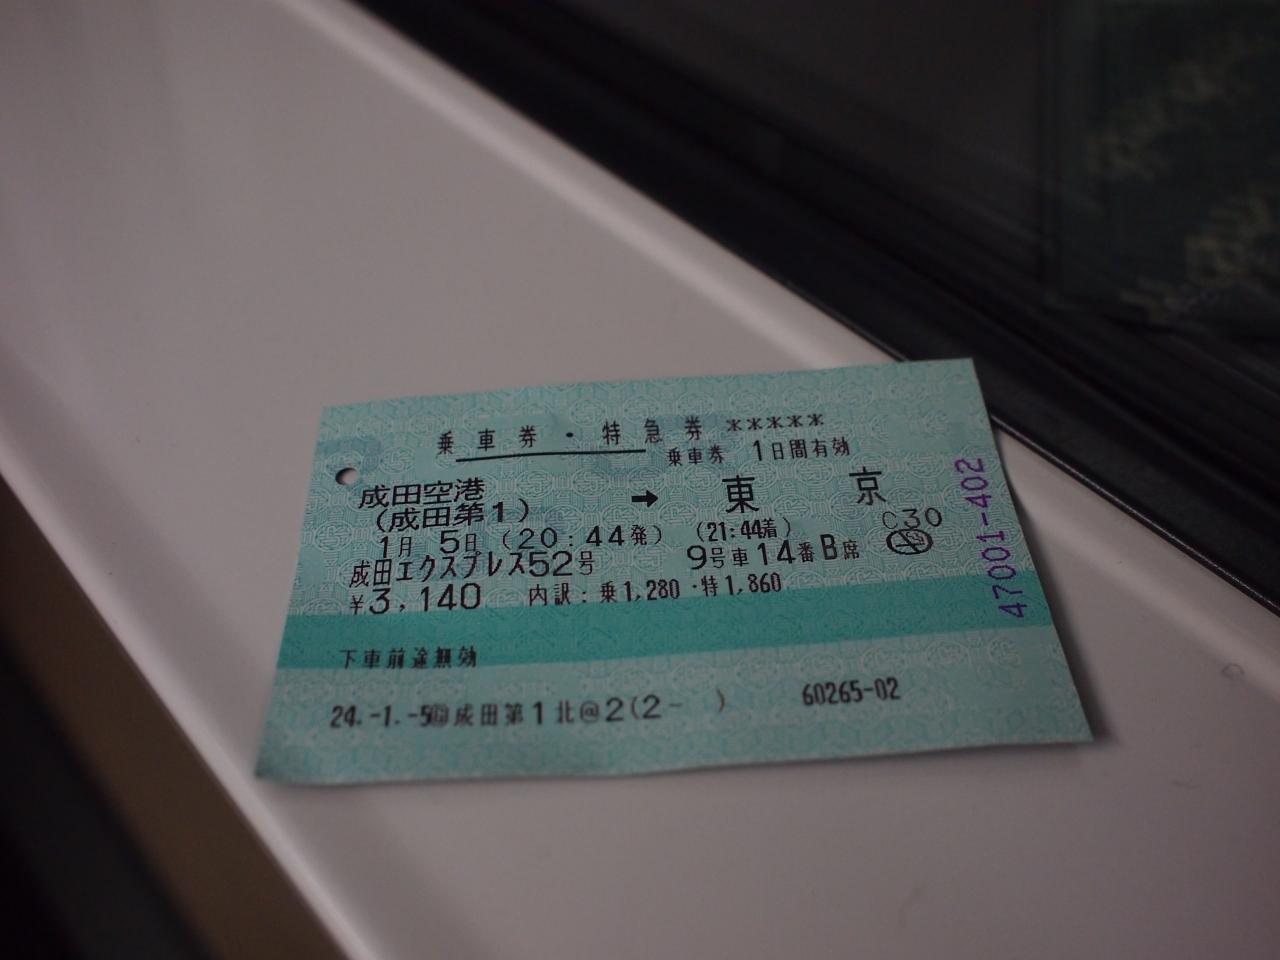 乗車券・特急券 *****
乗車券 1日間有効
成田空港 → 東京
(成田第1)
C30
1月 5日 (20:44発) (21:44着)
成田エクスプレス52号 9号車14番B席
¥3,140 内訳:乗1,280・特1,860
下車前途無効
24.-1.-5 成田第1北@2(2- ) 60265-02
47001-402